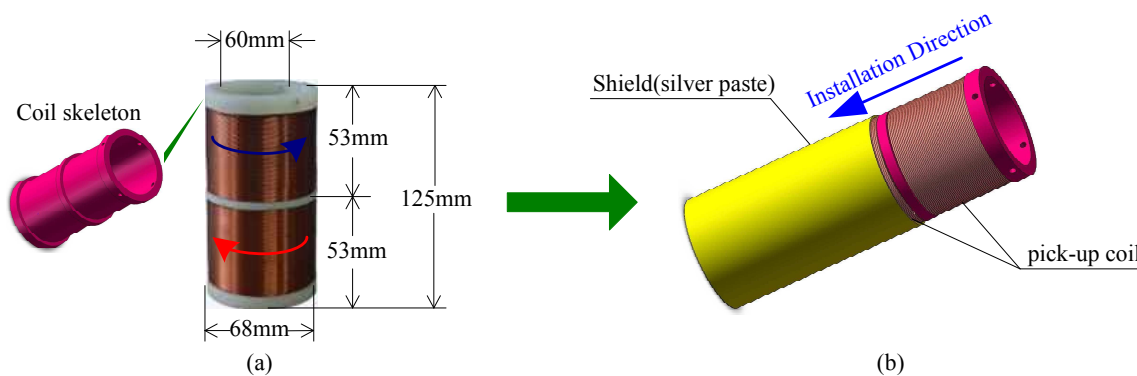 60mm
Coil skeleton
53mm
125mm
53mm
68mm
(a)
Shield(silver paste)
Installation Direction
pick-up coil
(b)